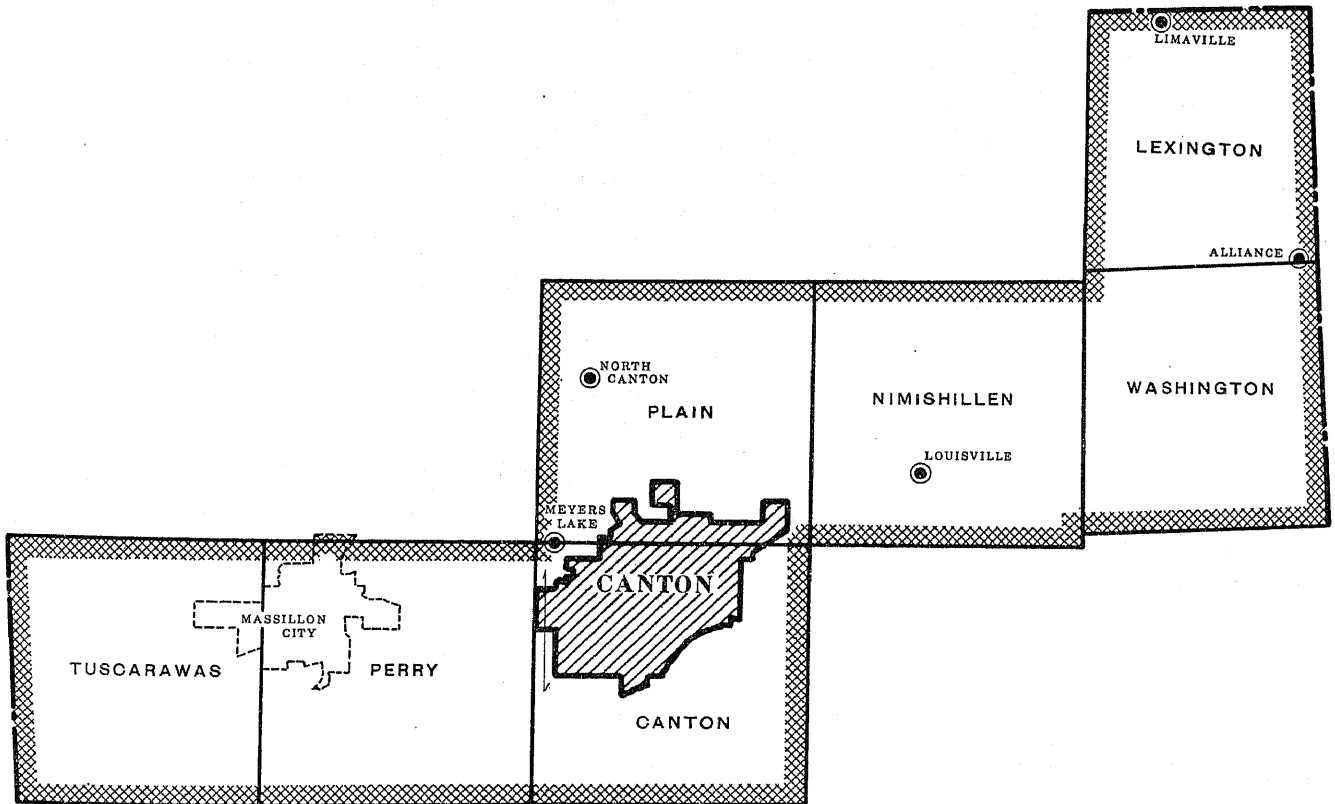 LIMAVILLE
LEXINGTON
ALLIANCE
NORTH
CANTON
PLAIN
NIMISHILLEN
WASHINGTON
LOUISVILLE
MEYERS
LAKE
CANTON
MASSILLON
CITY
TUSCARAWAS
PERRY
CANTON